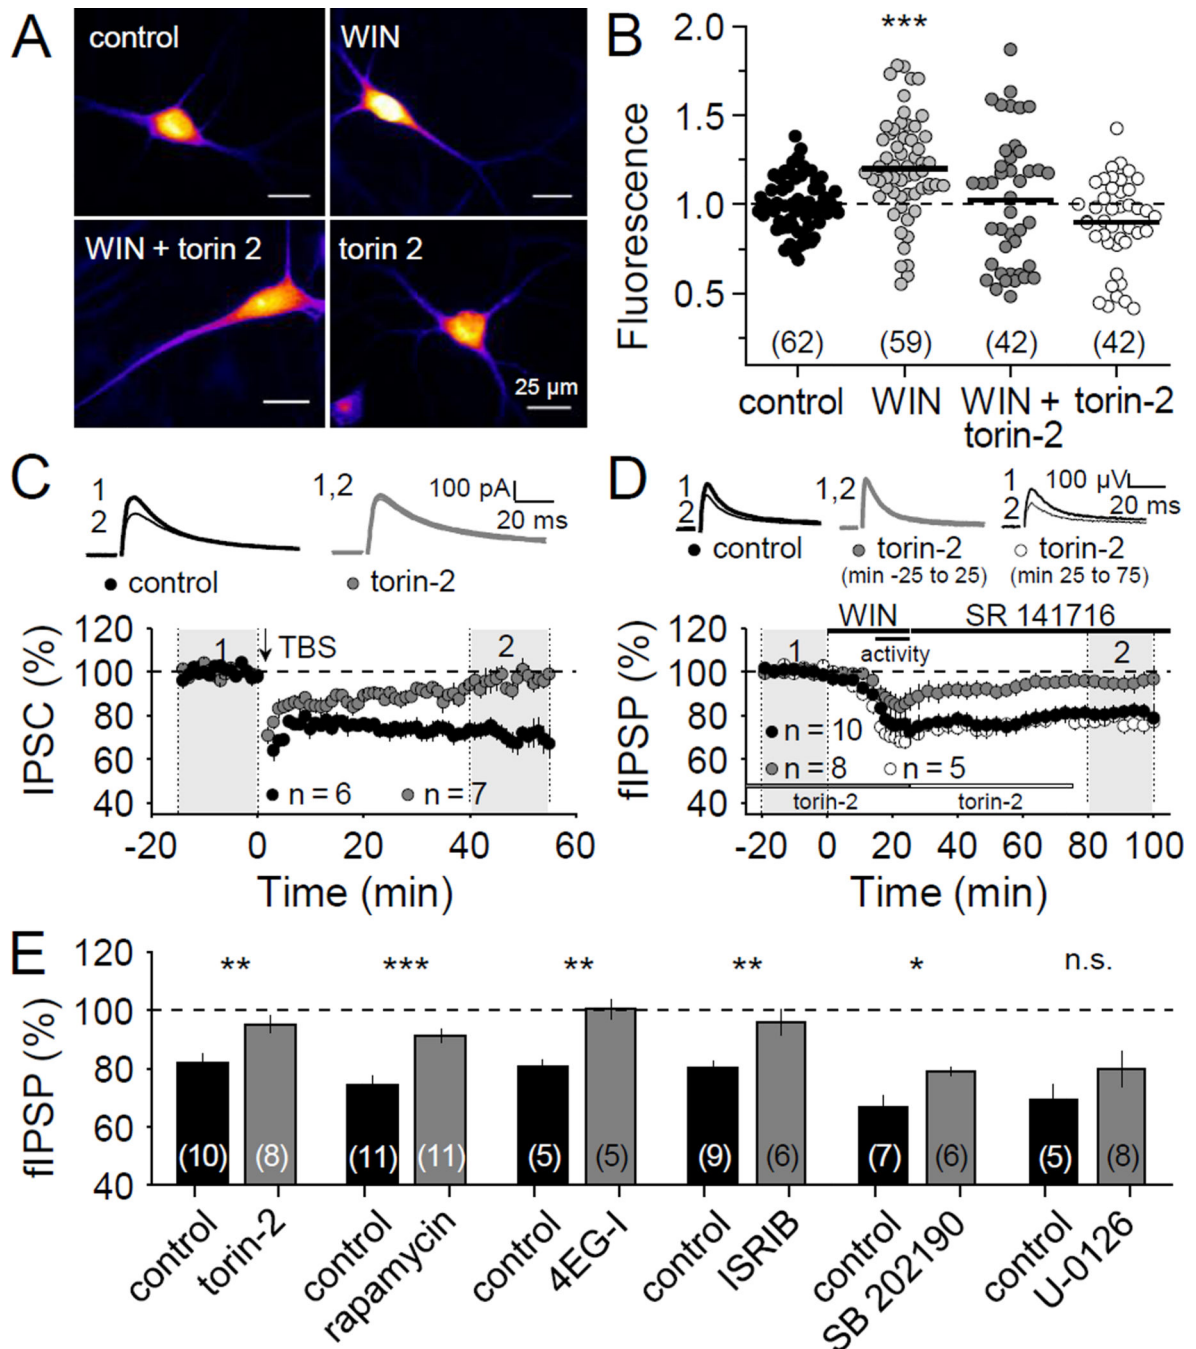 A
control
WIN
WIN + torin 2
torin 2
25 µm
B
***
Fluorescence
2.0
1.5
1.0
0.5
(62)
(59)
(42)
(42)
control
WIN
WIN +
torin-2
torin-2
C
1
2
1,2
100 pA
20 ms
control
torin-2
IPSC (%)
120
100
80
60
40
1
TBS
2
n = 6
n = 7
-20
0
20
40
60
Time (min)
D
1
2
1,2
1
2
100 µV
20 ms
control
torin-2
(min -25 to 25)
torin-2
(min 25 to 75)
fIPSP (%)
120
100
80
60
40
WIN
SR 141716
activity
1
2
n = 10
n = 8
n = 5
torin-2
torin-2
-20
0
20
40
60
80
100
Time (min)
E
fIPSP (%)
120
100
80
60
40
**
***
**
**
*
n.s.
(10)
(8)
(11)
(11)
(5)
(5)
(9)
(6)
(7)
(6)
(5)
(8)
control
torin-2
control
rapamycin
control
4EG-I
control
ISRIB
control
SB 202190
control
U-0126